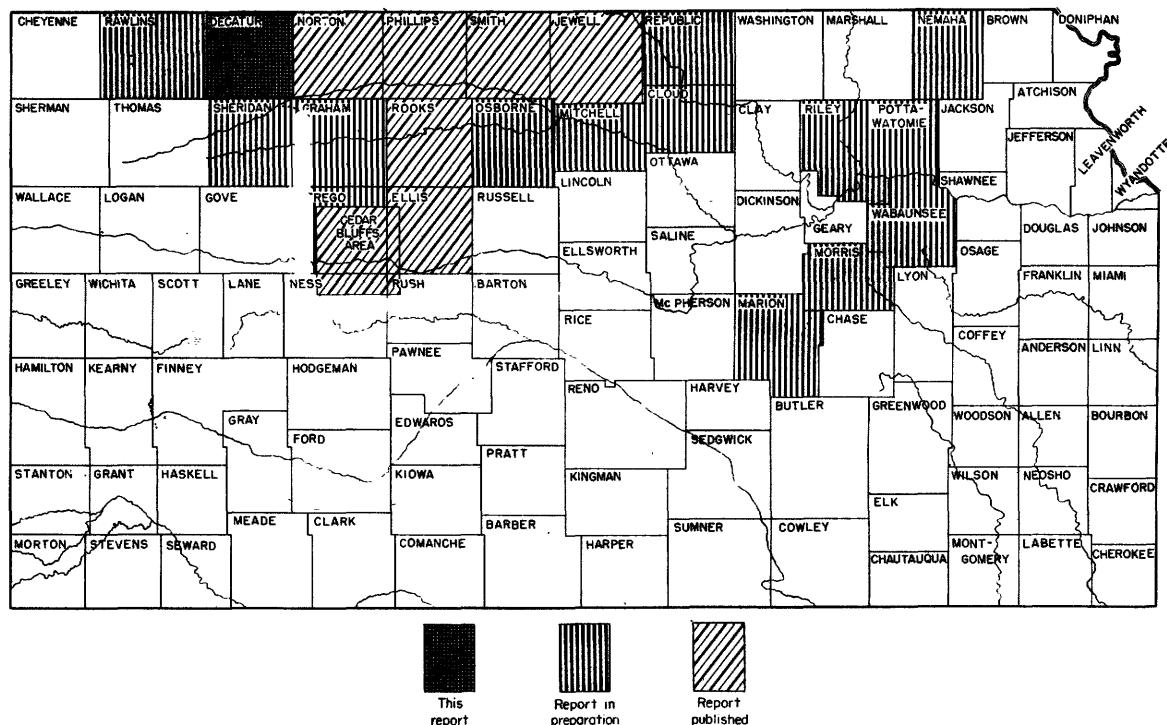 CHEYENNE RAWLINS DECATUR NORTON PHILLIPS SMITH JEWELL REPUBLIC WASHINGTON MARSHALL NEMAHA BROWN DONIPHAN
SHERMAN THOMAS SHERIDAN GRAHAM ROOKS OSBORNE MITCHELL CLOUD CLAY RILEY POTTA-
WATOMIE JACKSON ATCHISON
JEFFERSON LEAVENWORTH
WYANDOTTE
OTTAWA
WALLACE LOGAN GOVE TREGO ELLIS RUSSELL LINCOLN DICKINSON GEARY WABAUNSEE SHAWNEE
CEDAR
BLUFFS
AREA
ELLSWORTH SALINE MORRIS OSAGE DOUGLAS JOHNSON
GREELEY WICHITA SCOTT LANE NESS RUSH BARTON RICE Mc PHERSON MARION CHASE LYON FRANKLIN MIAMI
COFFEY ANDERSON LINN
PAWNEE STAFFORD
HAMILTON KEARNY FINNEY HODGEMAN RENO HARVEY BUTLER GREENWOOD WOODSON ALLEN BOURBON
GRAY EDWARDS FORD PRATT SEDGWICK
STANTON GRANT HASKELL KIOWA KINGMAN WILSON NEOSHO CRAWFORD
ELK
MEADE CLARK BARBER SUMNER COWLEY
MORTON STEVENS SEWARD COMANCHE HARPER CHAUTAUQUA MONT-
GOMERY LABETTE CHEROKEE
This
report
Report in
preparation
Report
published